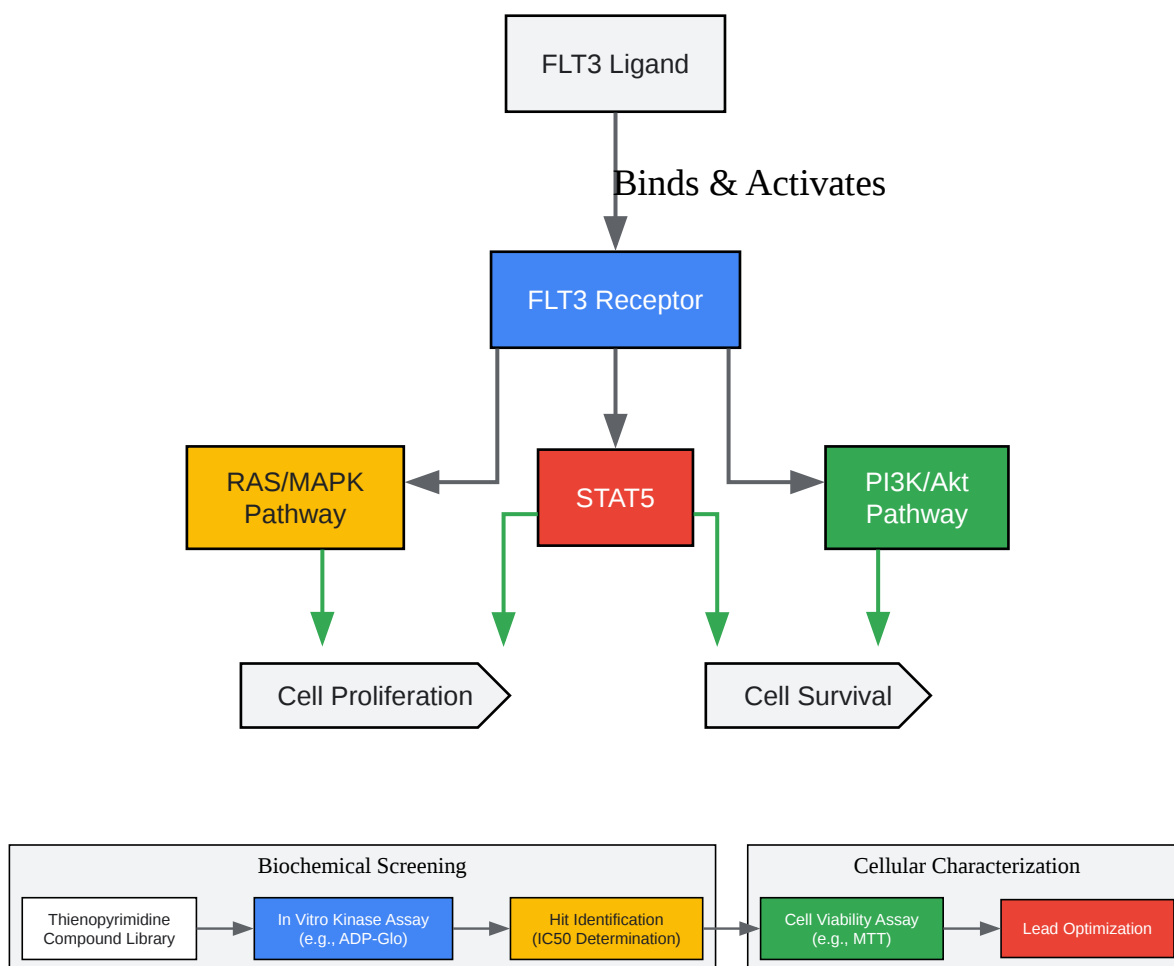 FLT3 Ligand
Binds & Activates
FLT3 Receptor
RAS/MAPK
Pathway
STAT5
PI3K/Akt
Pathway
Cell Proliferation
Cell Survival
Biochemical Screening
Thienopyrimidine
Compound Library
In Vitro Kinase Assay
(e.g., ADP-Glo)
Hit Identification
(IC50 Determination)
Cellular Characterization
Cell Viability Assay
(e.g., MTT)
Lead Optimization